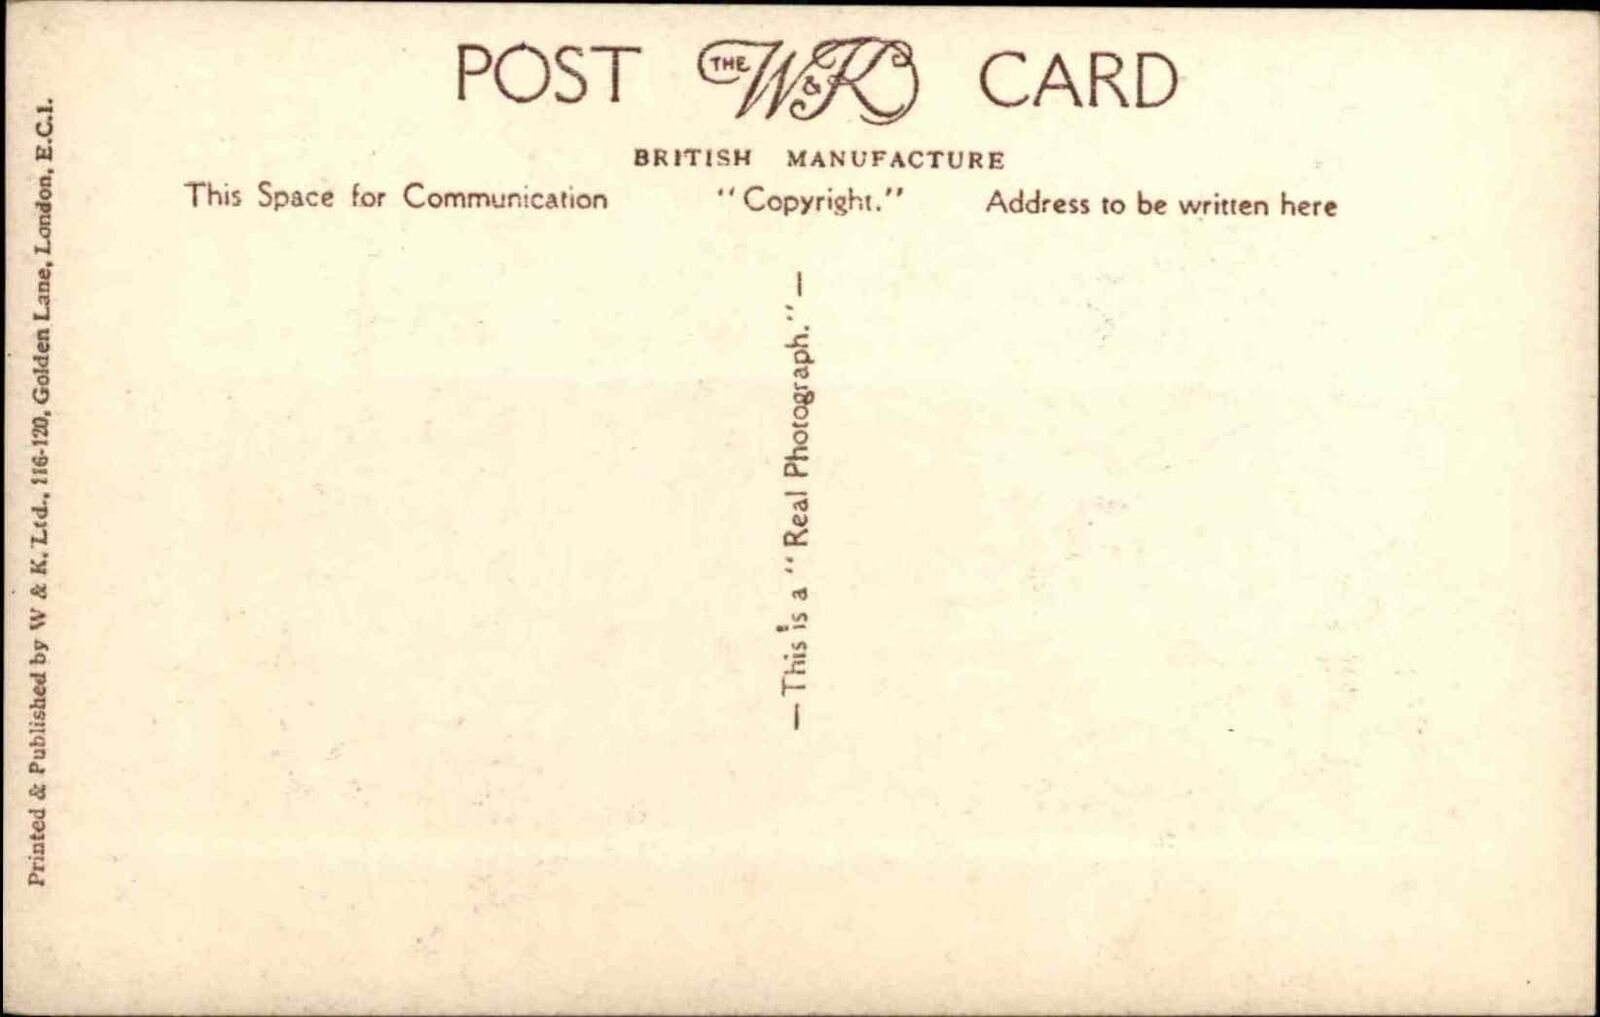 POST THE W & K CARD
BRITISH MANUFACTURE
This Space for Communication "Copyright." Address to be written here
— This is a "Real Photograph." —
Printed & Published by W & K. Ltd., 116-120, Golden Lane, London, E.C.1.